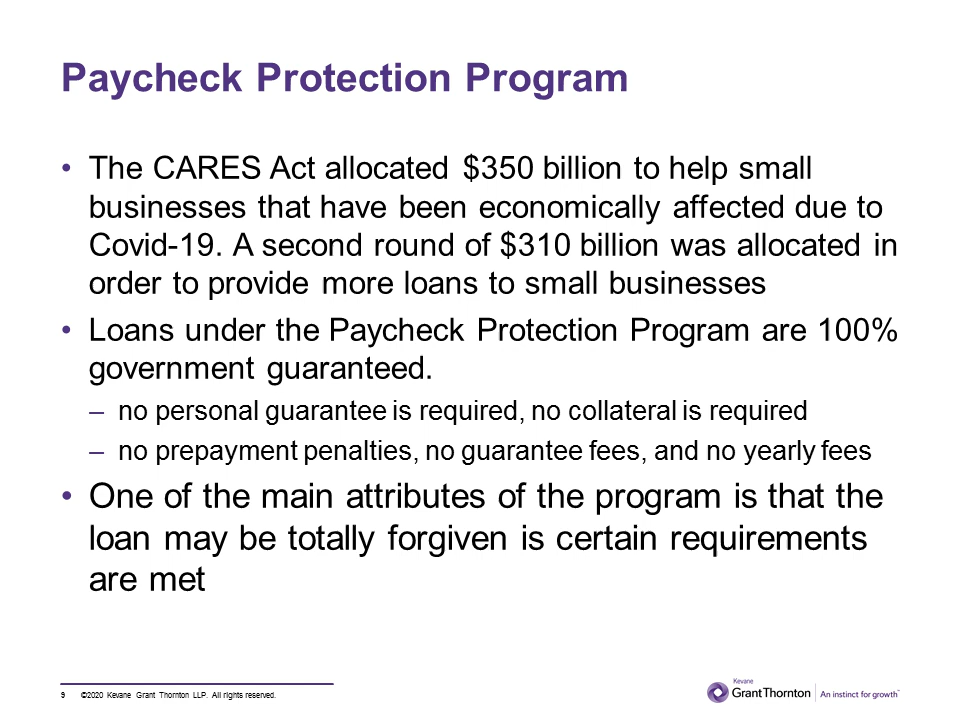 Paycheck Protection Program
• The CARES Act allocated $350 billion to help small
businesses that have been economically affected due to
Covid-19. A second round of $310 billion was allocated in
order to provide more loans to small businesses
• Loans under the Paycheck Protection Program are 100%
government guaranteed.
– no personal guarantee is required, no collateral is required
– no prepayment penalties, no guarantee fees, and no yearly fees
• One of the main attributes of the program is that the
loan may be totally forgiven is certain requirements
are met
9 ©2020 Kevane Grant Thornton LLP. All rights reserved.
Kevane
GrantThornton | An instinct for growth™